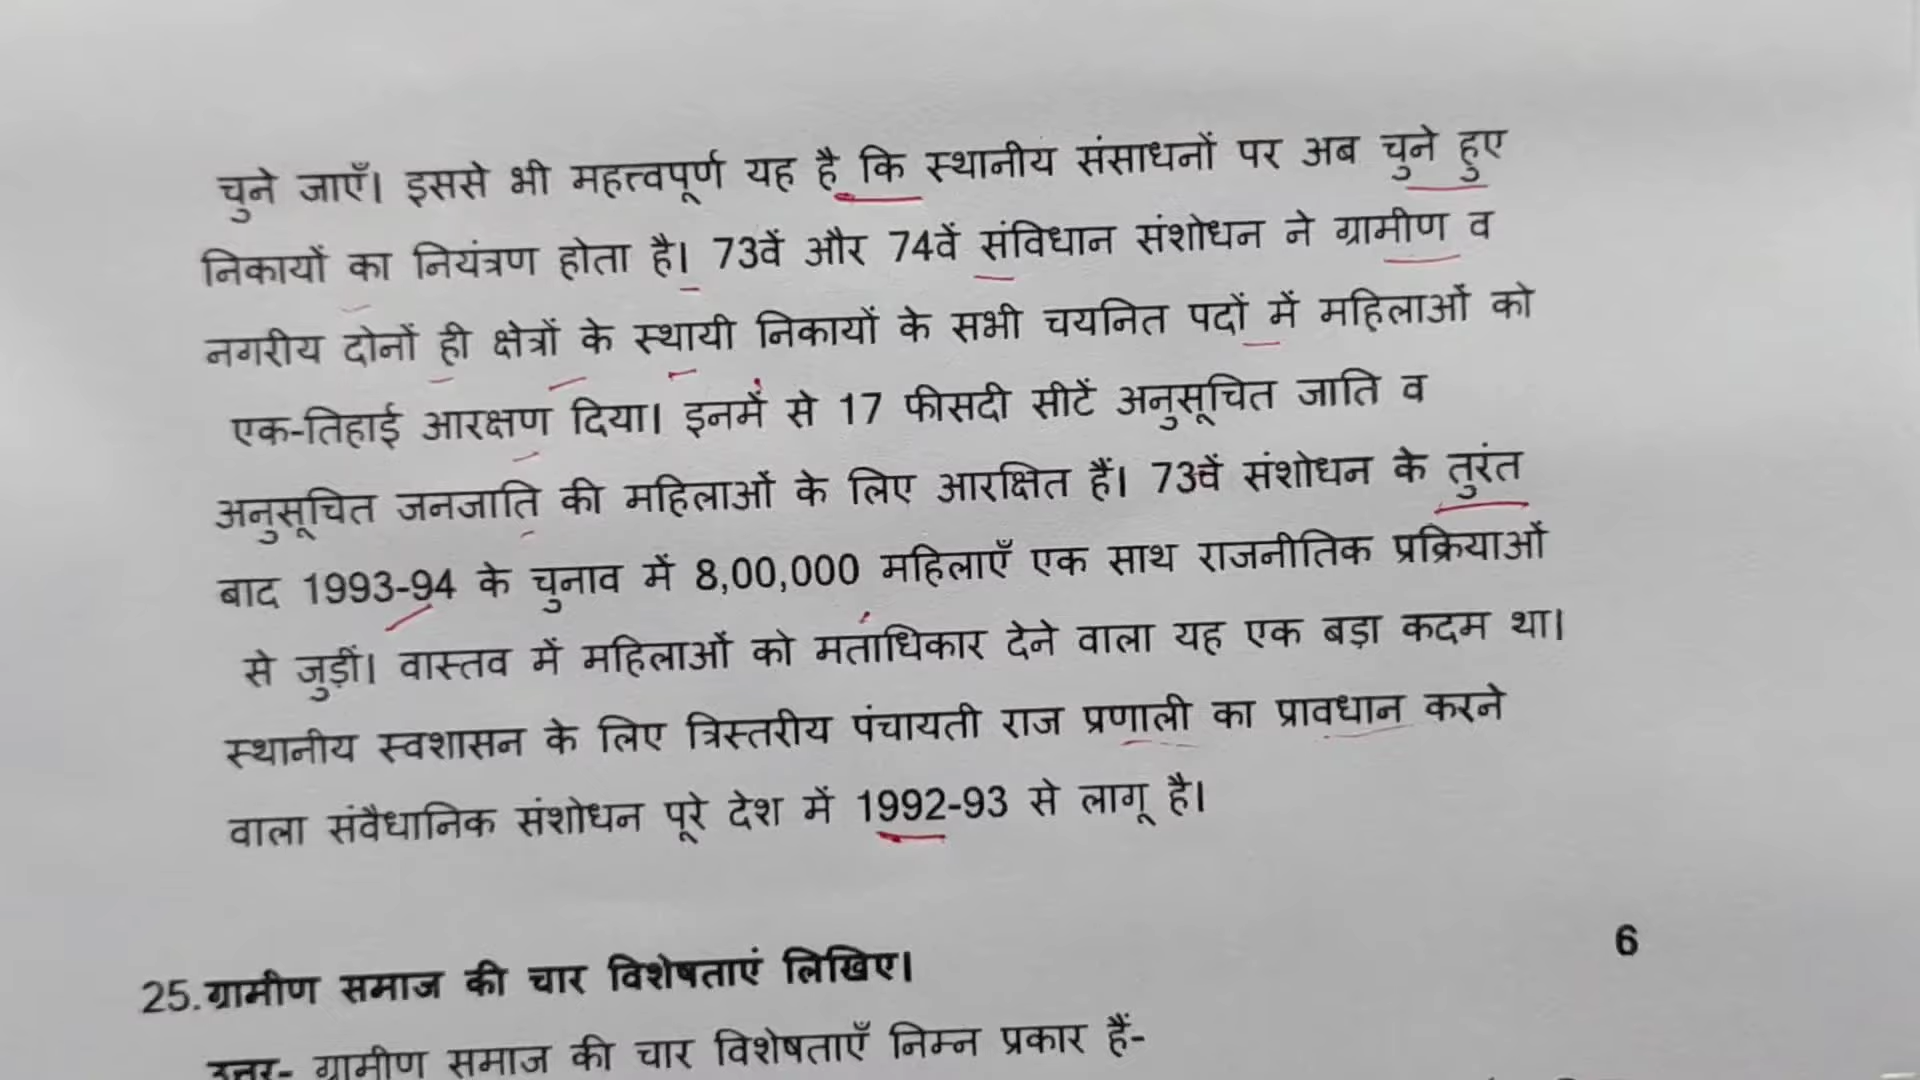 चुने जाएँ। इससे भी महत्त्वपूर्ण यह है कि स्थानीय संसाधनों पर अब चुने हुए
निकायों का नियंत्रण होता है। 73वें और 74वें संविधान संशोधन ने ग्रामीण व
नगरीय दोनों ही क्षेत्रों के स्थायी निकायों के सभी चयनित पदों में महिलाओं को
एक-तिहाई आरक्षण दिया। इनमें से 17 फीसदी सीटें अनुसूचित जाति व
अनुसूचित जनजाति की महिलाओं के लिए आरक्षित हैं। 73वें संशोधन के तुरंत
बाद 1993-94 के चुनाव में 8,00,000 महिलाएँ एक साथ राजनीतिक प्रक्रियाओं
से जुड़ीं। वास्तव में महिलाओं को मताधिकार देने वाला यह एक बड़ा कदम था।
स्थानीय स्वशासन के लिए त्रिस्तरीय पंचायती राज प्रणाली का प्रावधान करने
वाला संवैधानिक संशोधन पूरे देश में 1992-93 से लागू है।
6
25.ग्रामीण समाज की चार विशेषताएं लिखिए।
उत्तर- ग्रामीण समाज की चार विशेषताएँ निम्न प्रकार हैं-